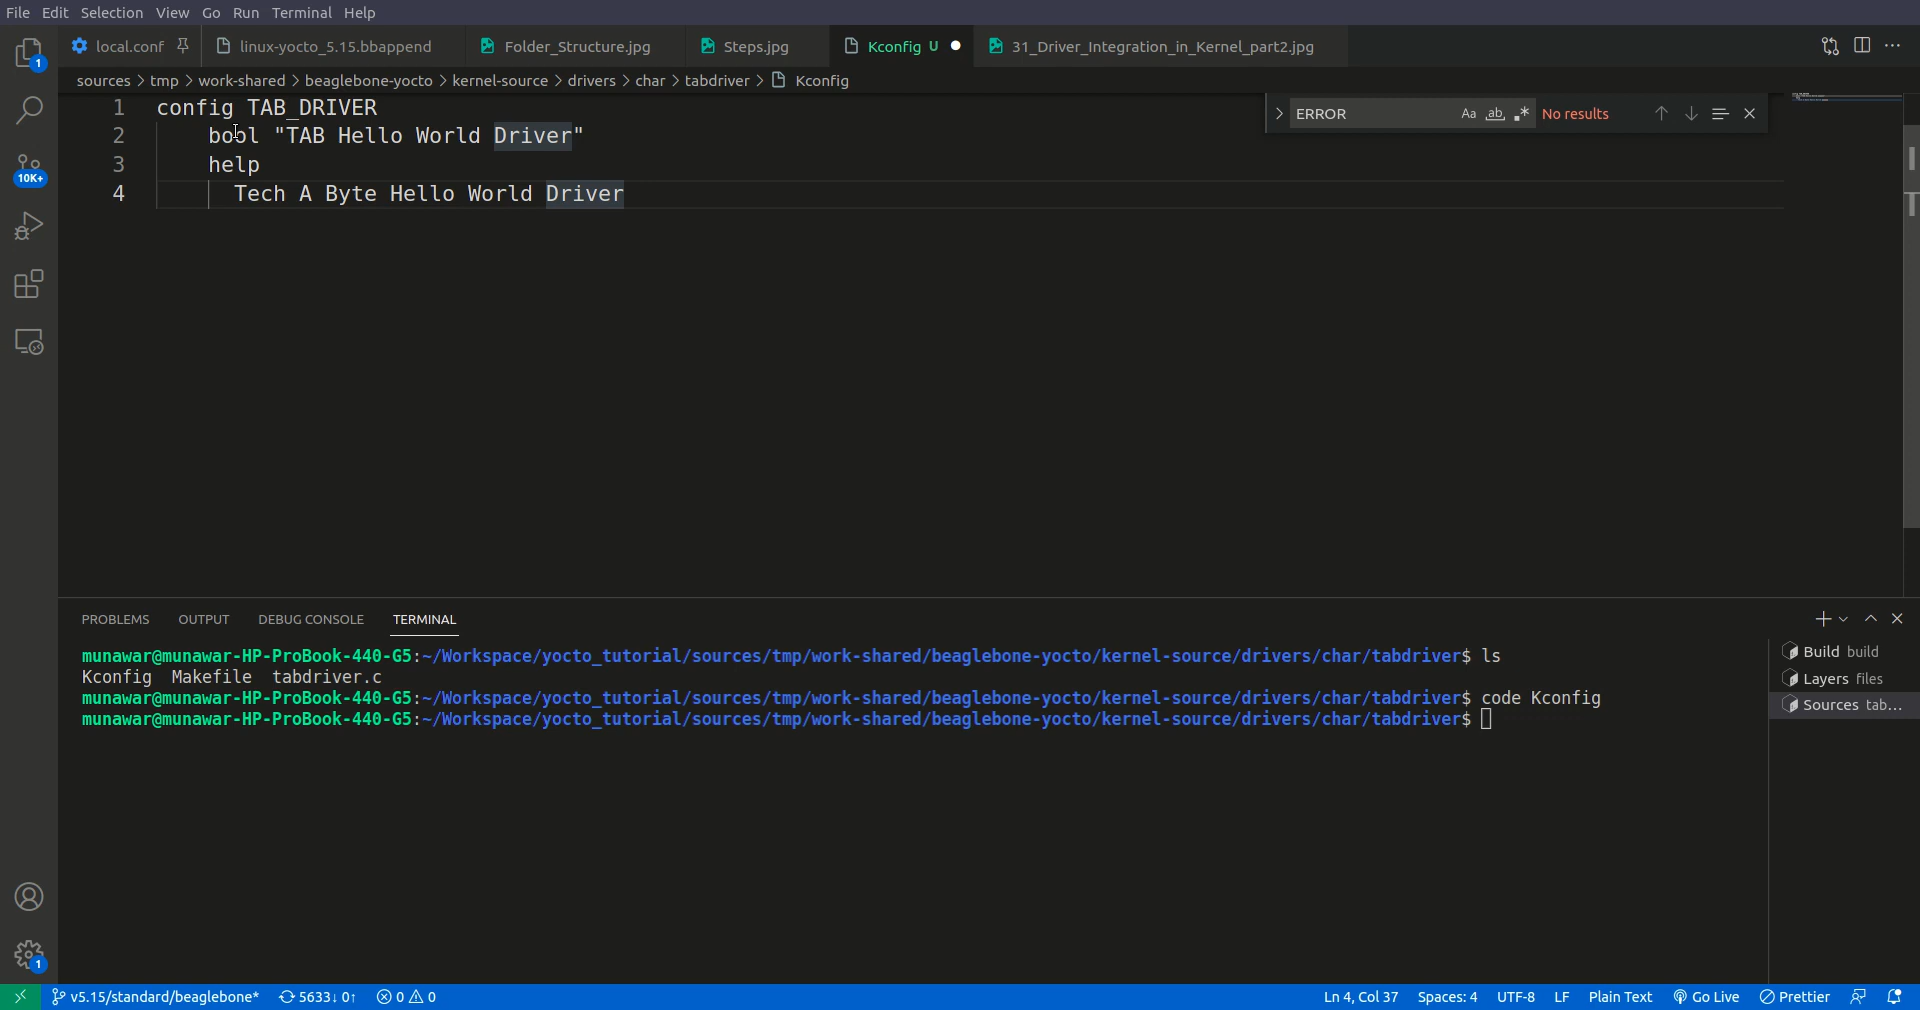 File Edit Selection View Go Run Terminal Help
local.conf linux-yocto_5.15.bbappend Folder_Structure.jpg Steps.jpg Kconfig U 31_Driver_Integration_in_Kernel_part2.jpg
sources > tmp > work-shared > beaglebone-yocto > kernel-source > drivers > char > tabdriver > Kconfig
1 config TAB_DRIVER
2 bool "TAB Hello World Driver"
3 help
4 Tech A Byte Hello World Driver
ERROR Aa ab .* No results
1
10K+
1
PROBLEMS OUTPUT DEBUG CONSOLE TERMINAL
munawar@munawar-HP-ProBook-440-G5:~/Workspace/yocto_tutorial/sources/tmp/work-shared/beaglebone-yocto/kernel-source/drivers/char/tabdriver$ ls
Kconfig Makefile tabdriver.c
munawar@munawar-HP-ProBook-440-G5:~/Workspace/yocto_tutorial/sources/tmp/work-shared/beaglebone-yocto/kernel-source/drivers/char/tabdriver$ code Kconfig
munawar@munawar-HP-ProBook-440-G5:~/Workspace/yocto_tutorial/sources/tmp/work-shared/beaglebone-yocto/kernel-source/drivers/char/tabdriver$
Build build
Layers files
Sources tab...
v5.15/standard/beaglebone* 5633↓ 0↑ 0 0 Ln 4, Col 37 Spaces: 4 UTF-8 LF Plain Text Go Live Prettier